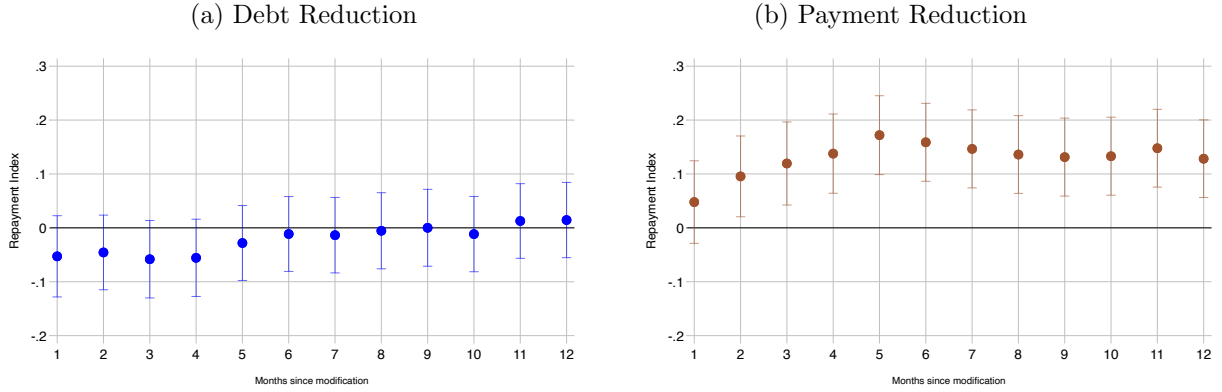 (a) Debt Reduction
.3
.2
.1
0
-.1
-.2
Repayment Index
1 2 3 4 5 6 7 8 9 10 11 12
Months since modification
(b) Payment Reduction
.3
.2
.1
0
-.1
-.2
Repayment Index
1 2 3 4 5 6 7 8 9 10 11 12
Months since modification